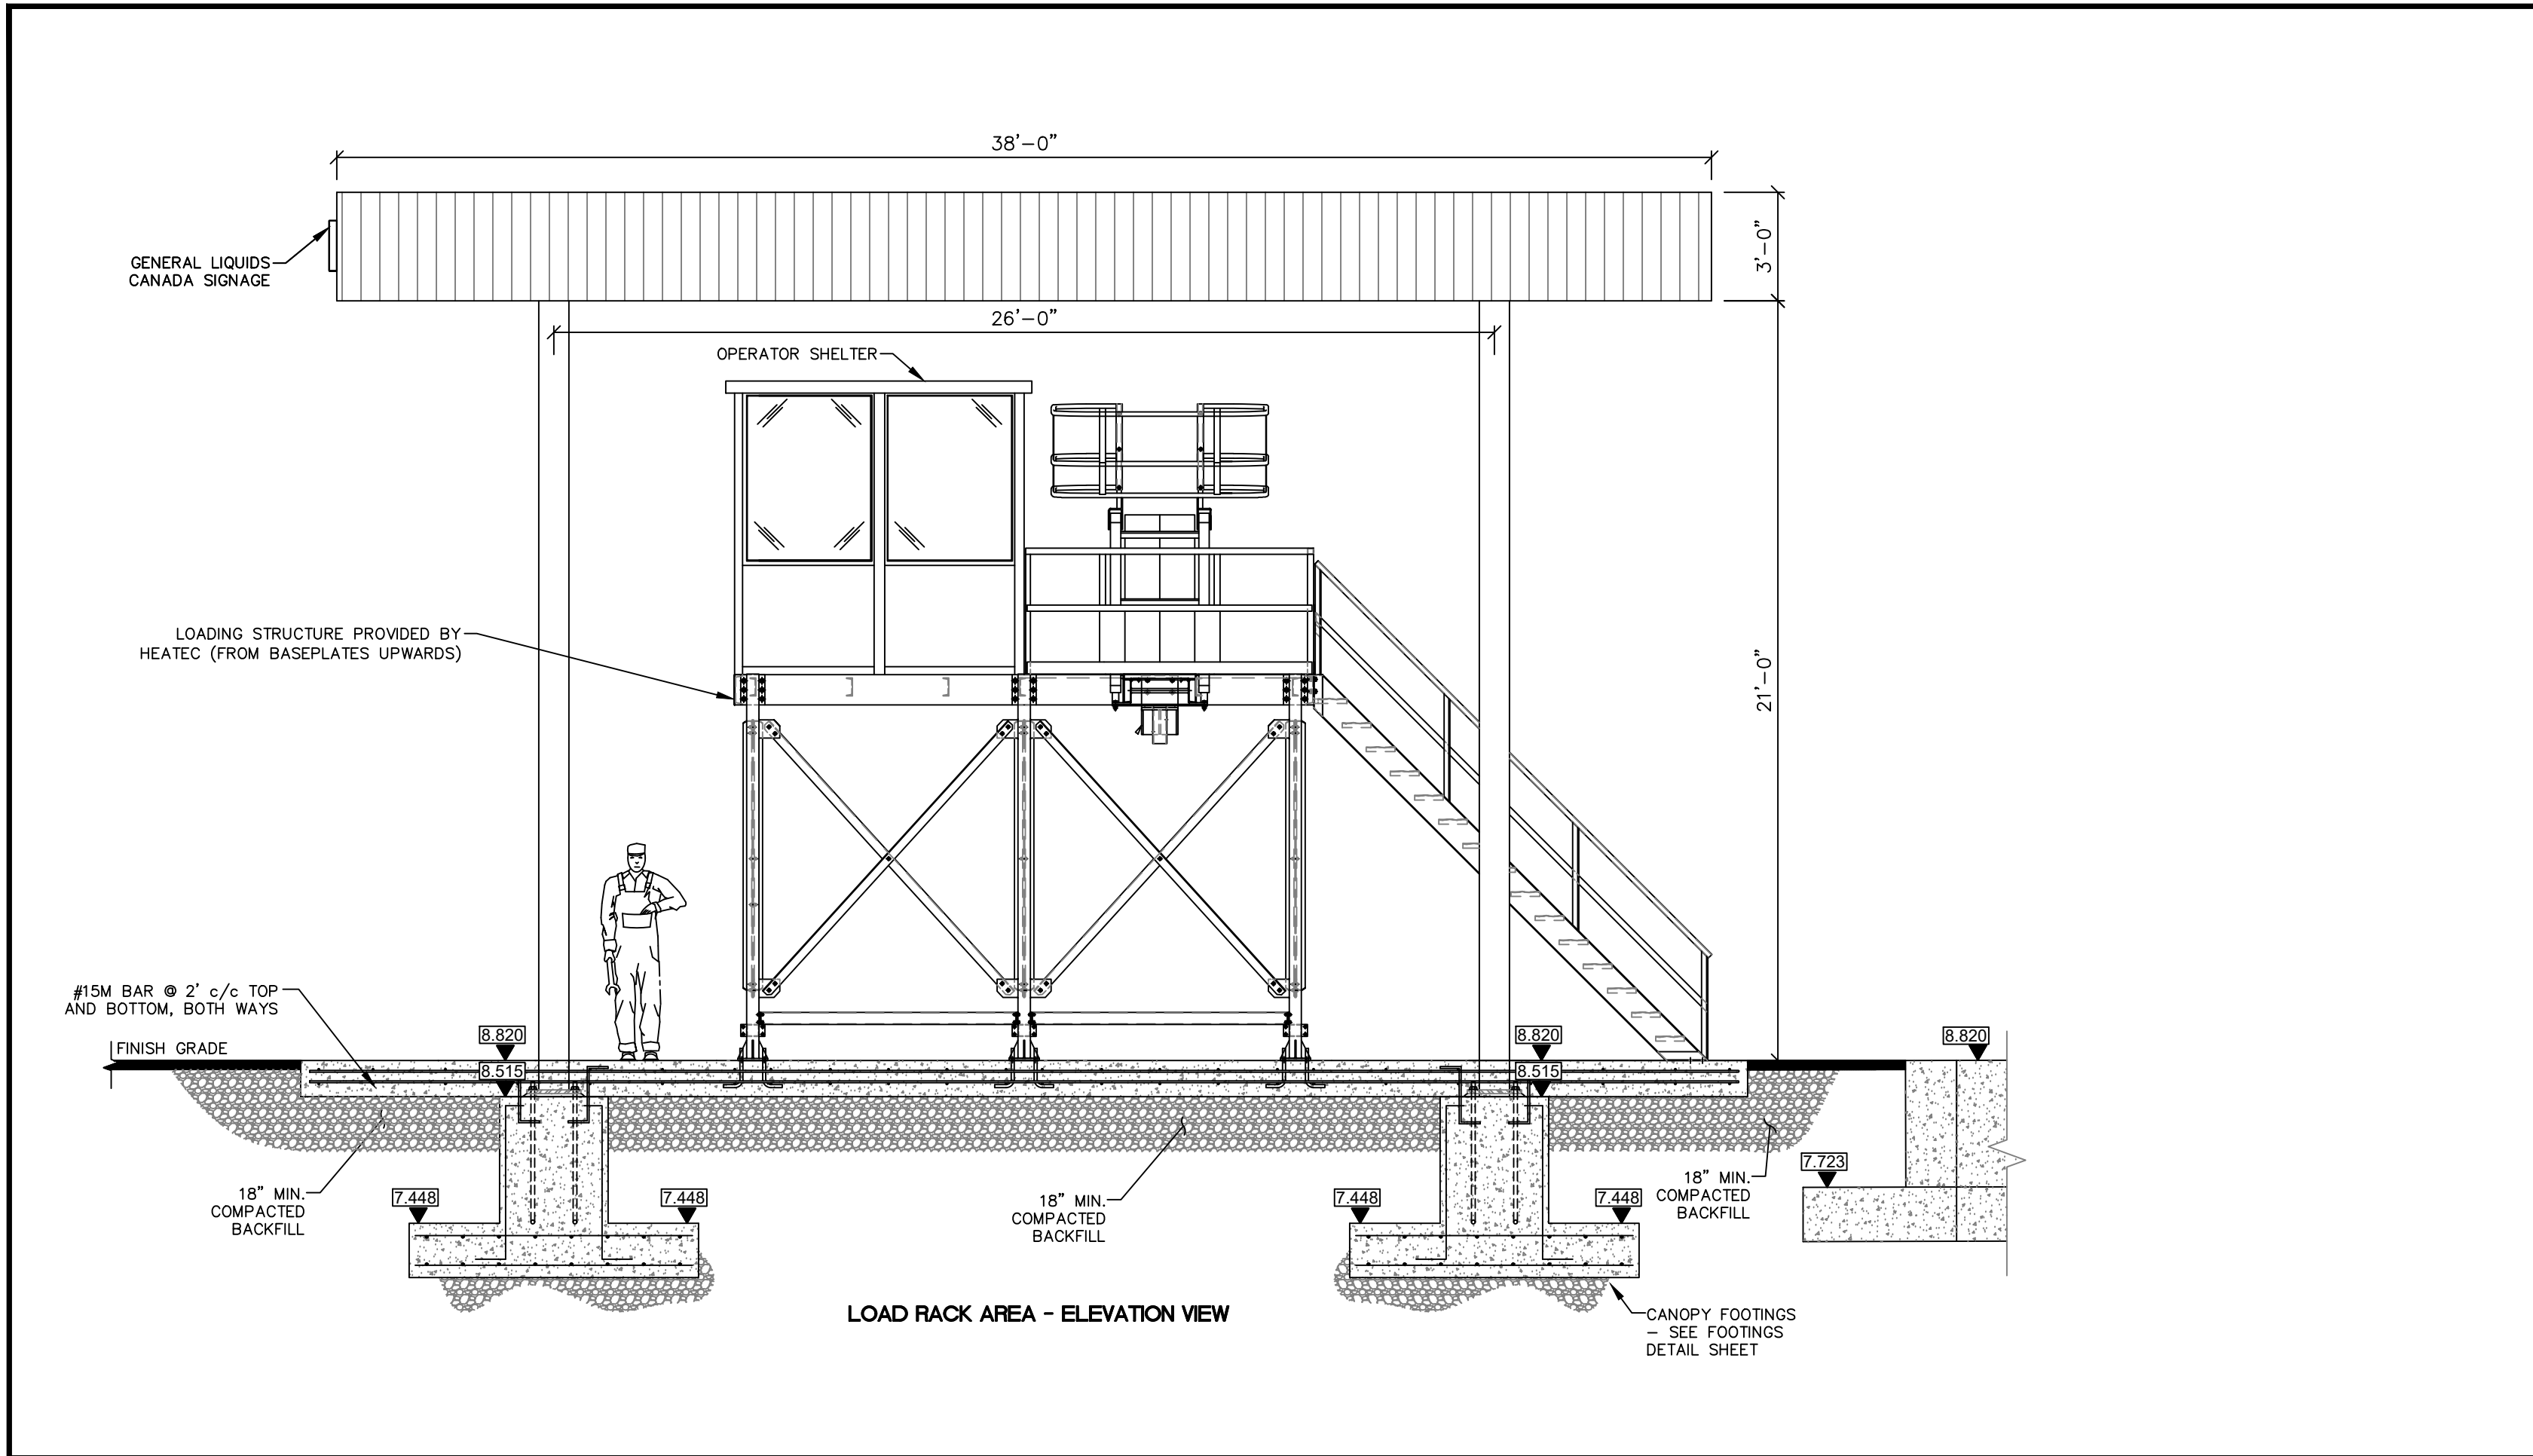 38'-0"
3'-0"
GENERAL LIQUIDS
CANADA SIGNAGE
26'-0"
OPERATOR SHELTER
LOADING STRUCTURE PROVIDED BY
HEATEC (FROM BASEPLATES UPWARDS)
21'-0"
#15M BAR @ 2' c/c TOP
AND BOTTOM, BOTH WAYS
FINISH GRADE
8.820
8.820
8.820
8.515
8.515
7.723
7.448
7.448
7.448
7.448
18" MIN.
COMPACTED
BACKFILL
18" MIN.
COMPACTED
BACKFILL
18" MIN.
COMPACTED
BACKFILL
LOAD RACK AREA - ELEVATION VIEW
CANOPY FOOTINGS
- SEE FOOTINGS
DETAIL SHEET